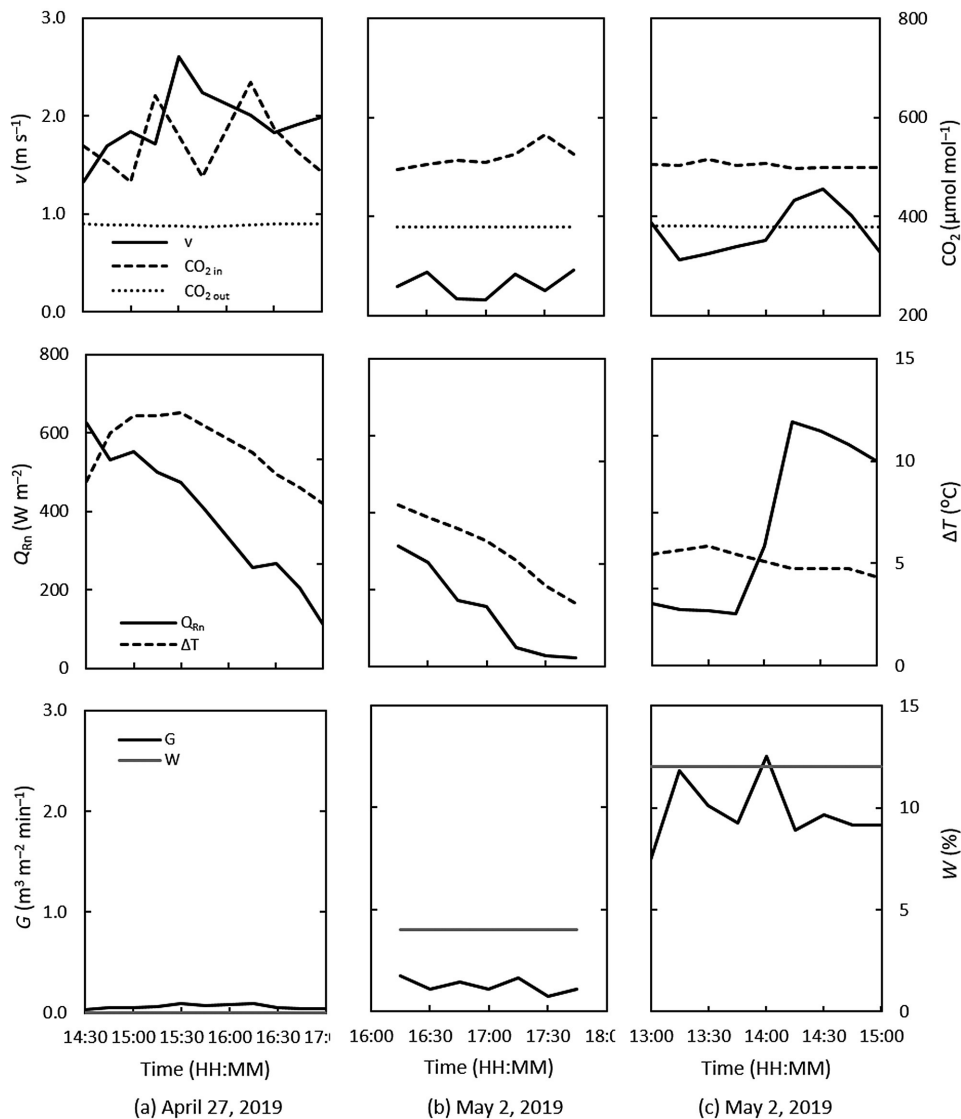 3.0
2.0
1.0
0.0
v (m s⁻¹)
v
CO₂ in
CO₂ out
800
600
400
200
CO₂ (µmol mol⁻¹)
800
600
400
200
0
Q_Rn (W m⁻²)
Q_Rn
ΔT
15
10
5
0
ΔT (°C)
3.0
2.0
1.0
0.0
G (m³ m⁻² min⁻¹)
G
W
15
10
5
0
W (%)
14:30 15:00 15:30 16:00 16:30 17:0
16:00 16:30 17:00 17:30 18:0
13:00 13:30 14:00 14:30 15:00
Time (HH:MM) Time (HH:MM) Time (HH:MM)
(a) April 27, 2019 (b) May 2, 2019 (c) May 2, 2019